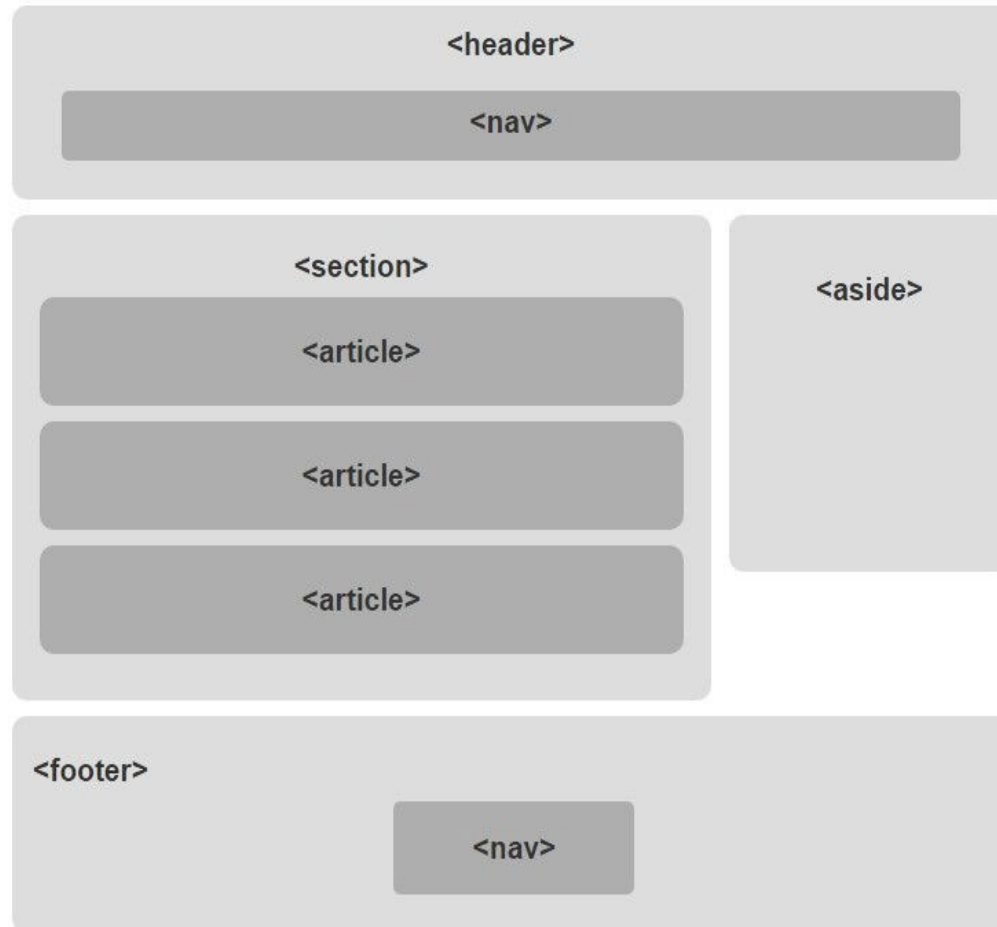 <header>
<nav>
<section>
<aside>
<article>
<article>
<article>
<footer>
<nav>